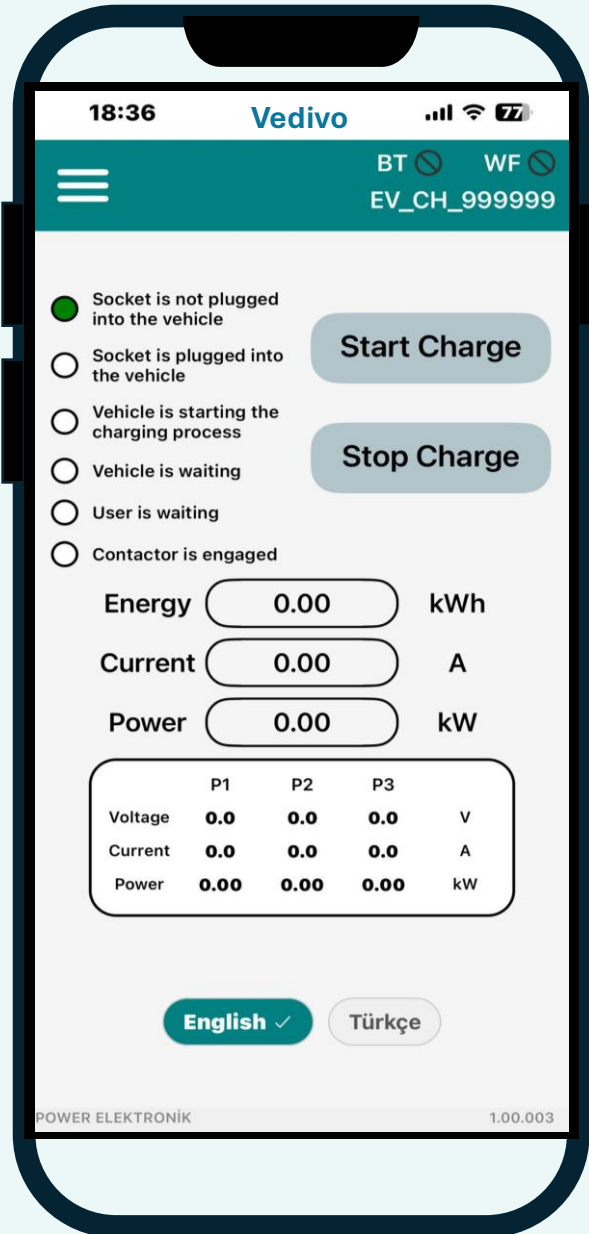 18:36 Vedivo 77
BT WF
EV_CH_999999
Socket is not plugged
into the vehicle
Socket is plugged into
the vehicle
Vehicle is starting the
charging process
Vehicle is waiting
User is waiting
Contactor is engaged
Start Charge
Stop Charge
Energy 0.00 kWh
Current 0.00 A
Power 0.00 kW
P1 P2 P3
Voltage 0.0 0.0 0.0 V
Current 0.0 0.0 0.0 A
Power 0.00 0.00 0.00 kW
English ✓ Türkçe
POWER ELEKTRONİK 1.00.003